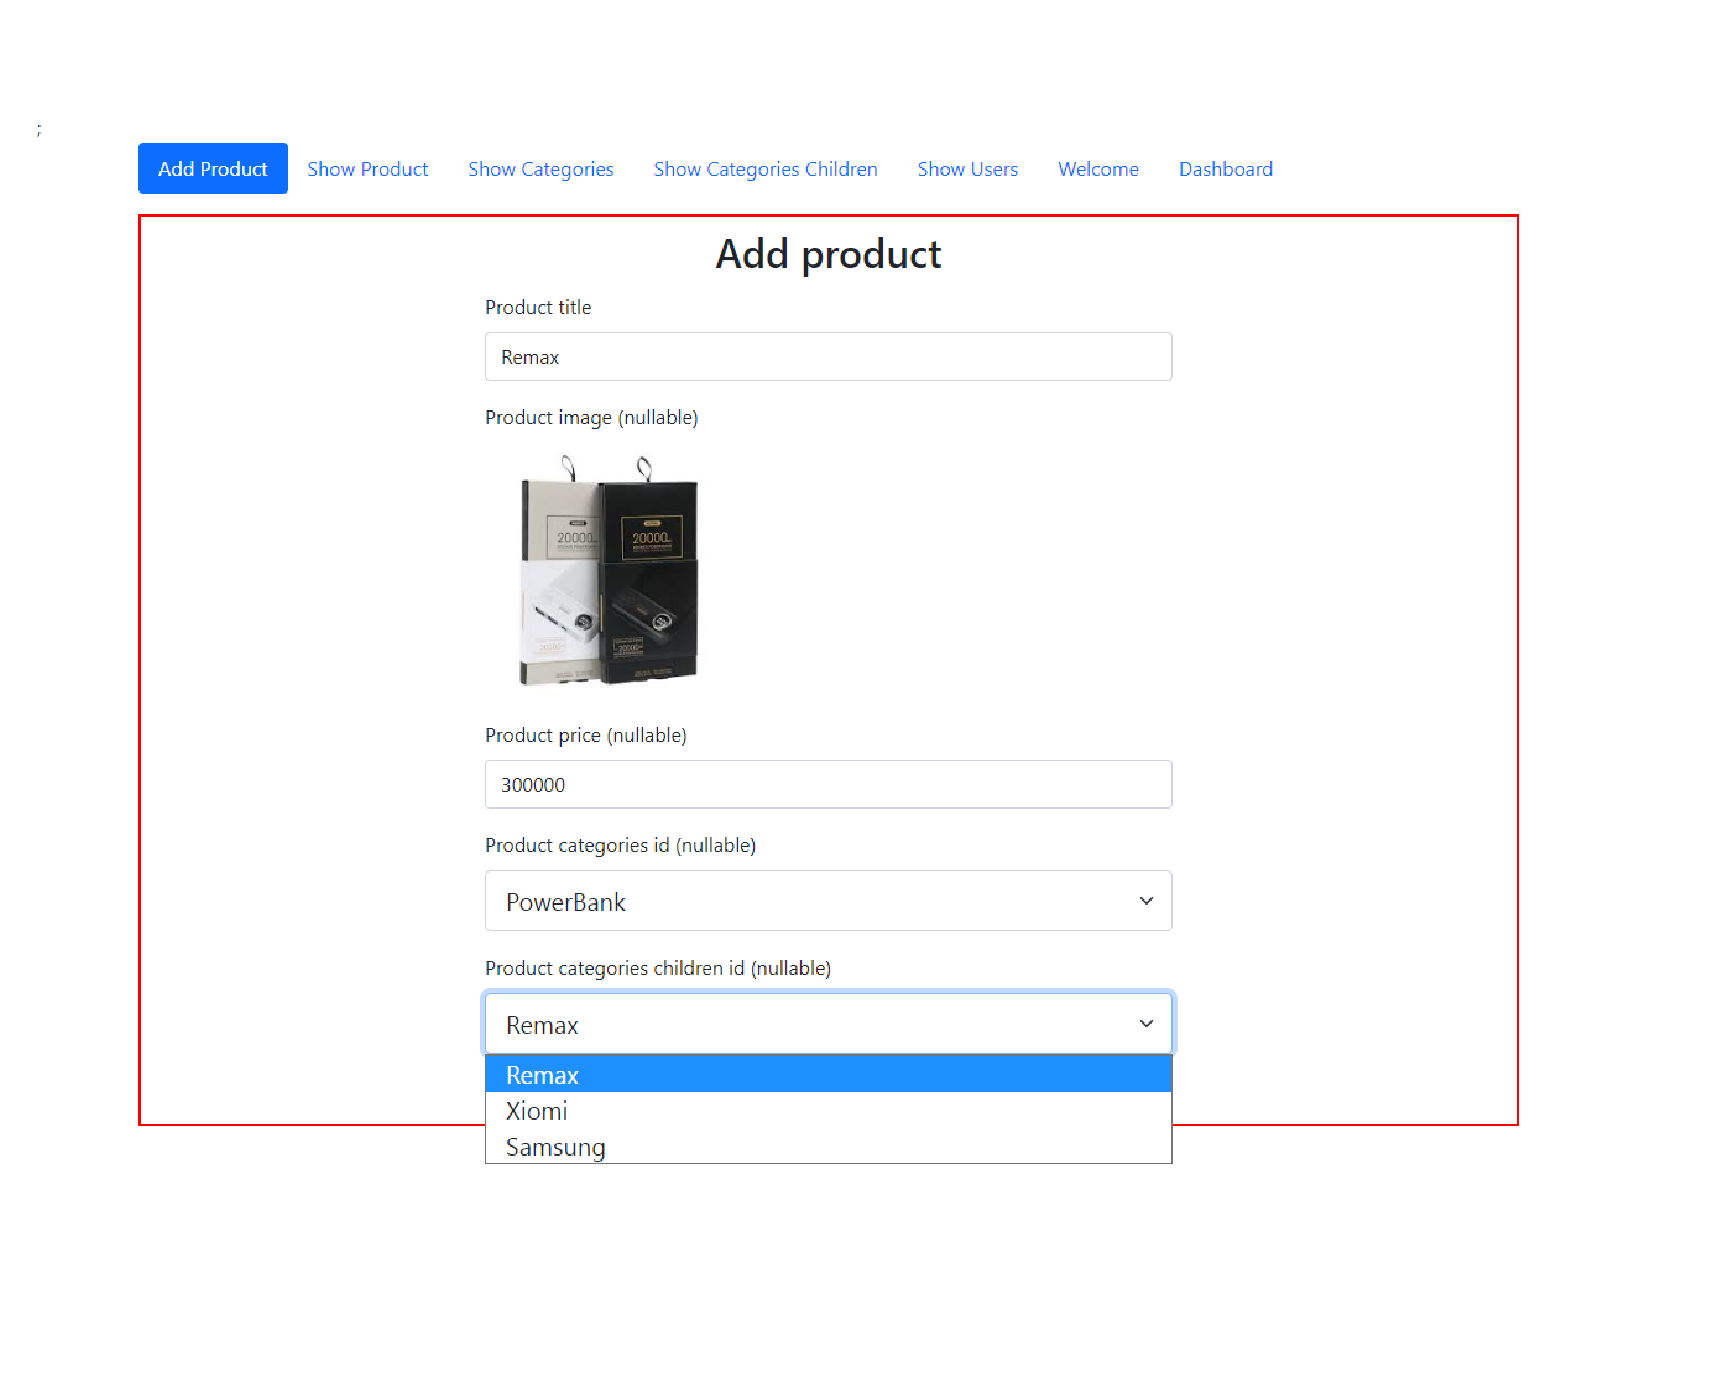 ;
Add Product Show Product Show Categories Show Categories Children Show Users Welcome Dashboard
Add product
Product title
Remax
Product image (nullable)
20000 20000
20000 20000
Product price (nullable)
300000
Product categories id (nullable)
PowerBank
Product categories children id (nullable)
Remax
Remax
Xiomi
Samsung